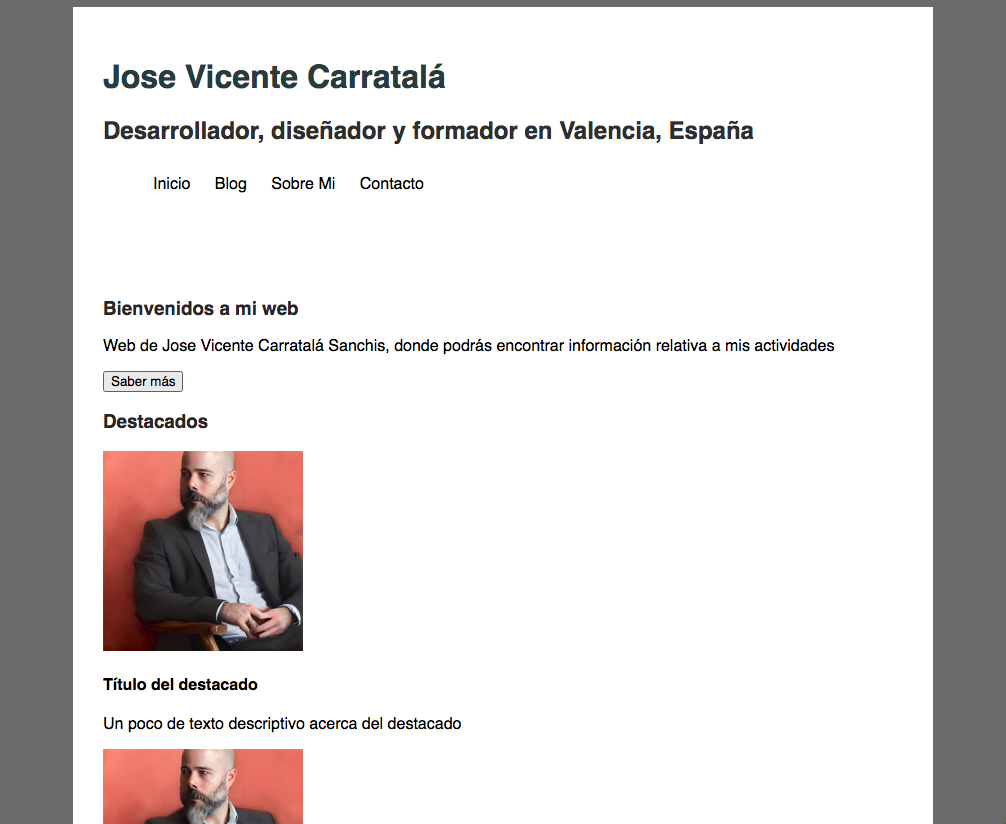 Jose Vicente Carratalá
Desarrollador, diseñador y formador en Valencia, España
Inicio Blog Sobre Mi Contacto
Bienvenidos a mi web
Web de Jose Vicente Carratalá Sanchis, donde podrás encontrar información relativa a mis actividades
Saber más
Destacados
Título del destacado
Un poco de texto descriptivo acerca del destacado